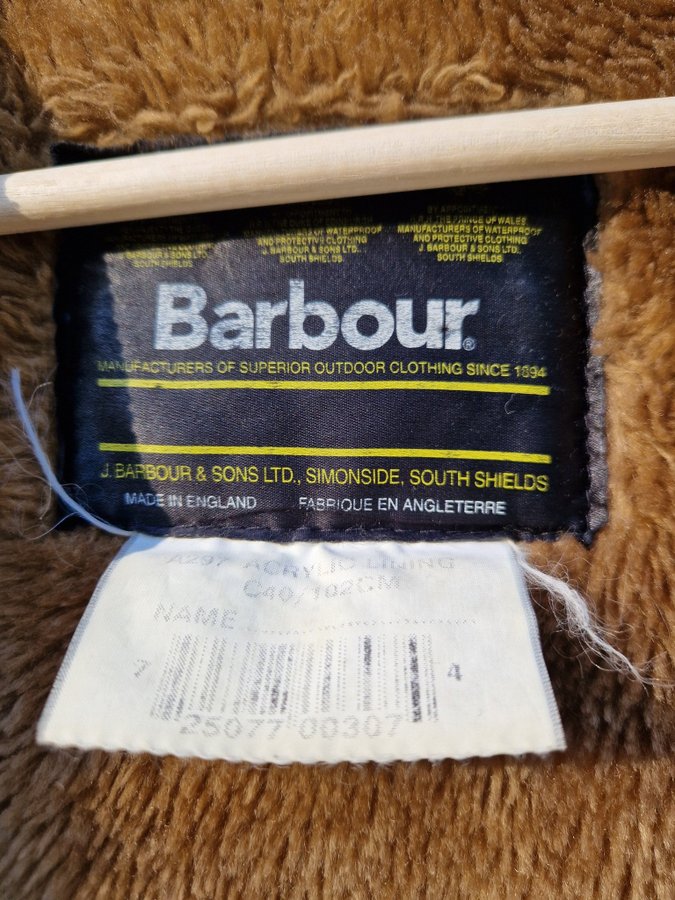 BY APPOINTMENT
H.R.H. THE PRINCE OF WALES
OF WATERPROOF
MANUFACTURERS OF WATERPROOF
AND PROTECTIVE CLOTHING
AND PROTECTIVE CLOTHING
J. BARBOUR & SONS LTD.
J. BARBOUR & SONS LTD.
SOUTH SHIELDS.
SOUTH SHIELDS.
Barbour®
MANUFACTURERS OF SUPERIOR OUTDOOR CLOTHING SINCE 1894
J. BARBOUR & SONS LTD., SIMONSIDE, SOUTH SHIELDS
MADE IN ENGLAND FABRIQUE EN ANGLETERRE
A297 ACRYLIC LINING
C40/102CM
NAME
25077 00307
4